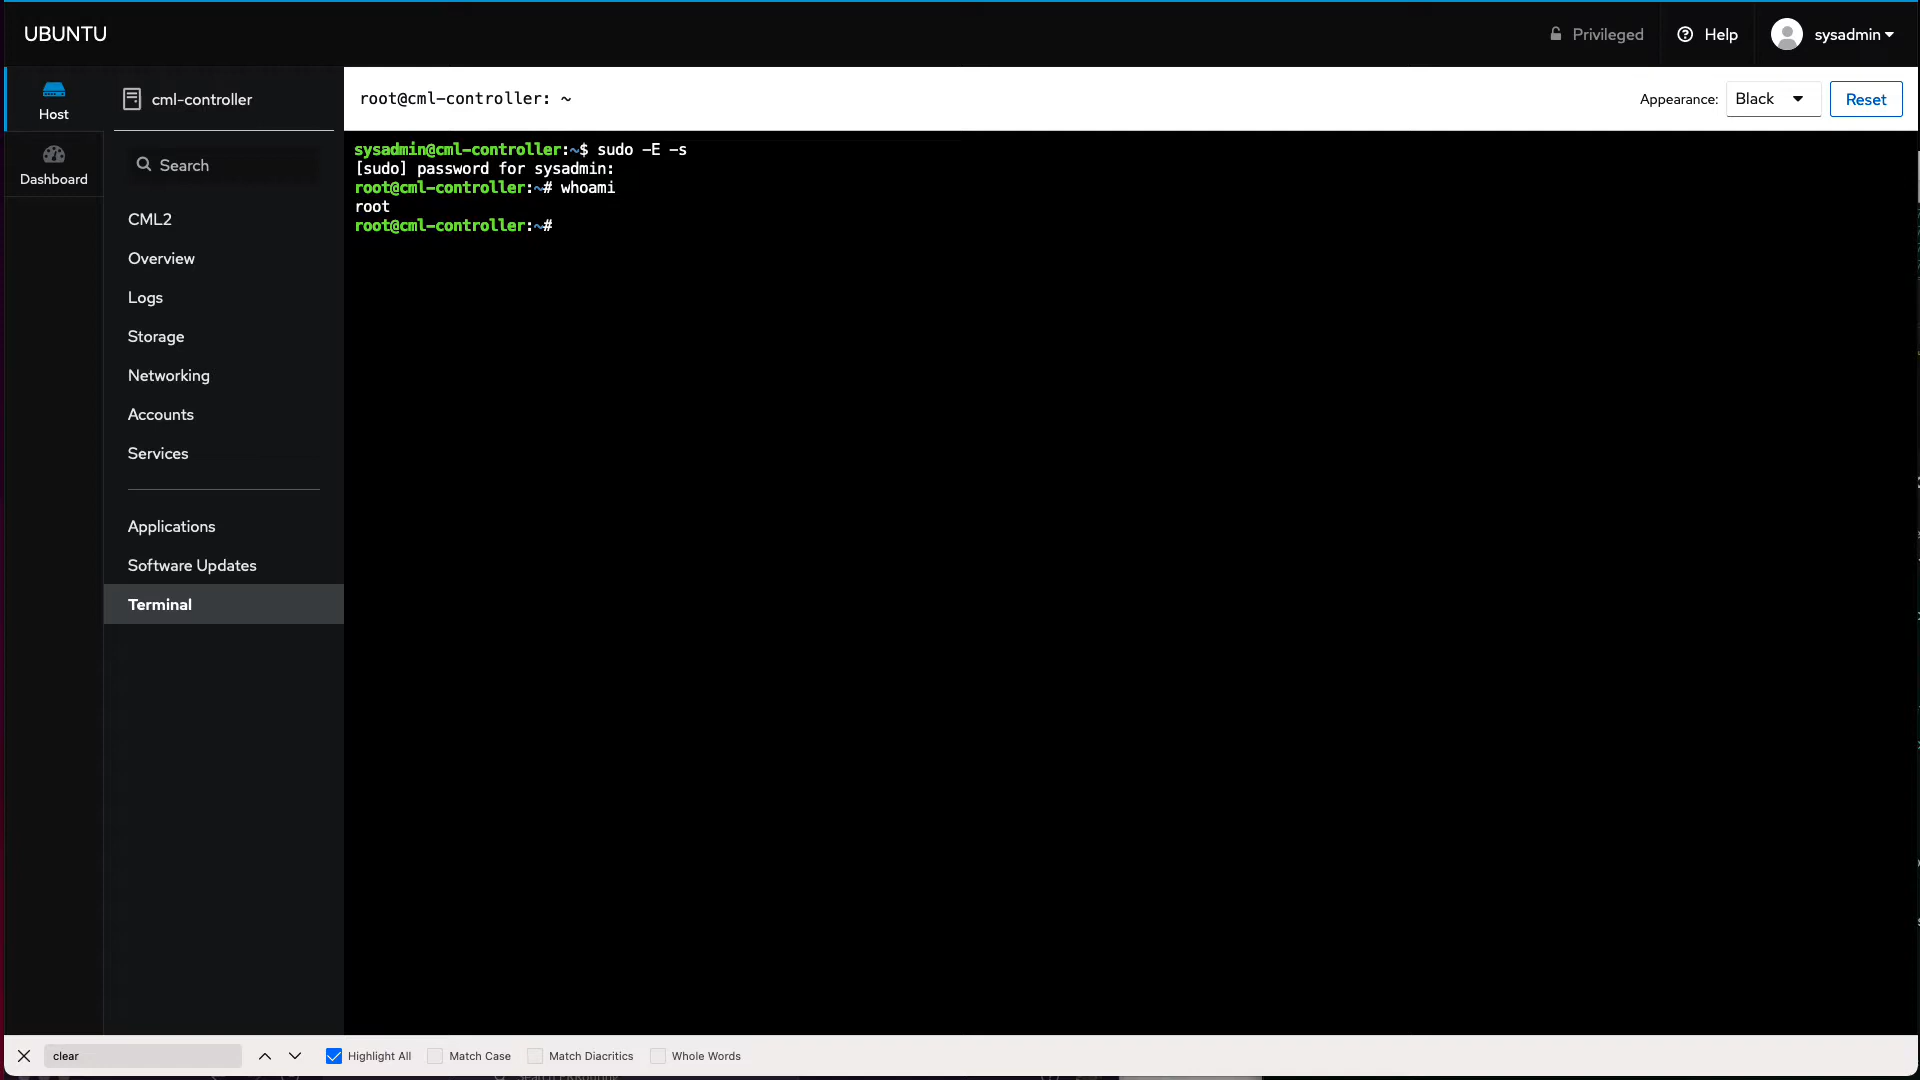 UBUNTU
Privileged
Help
sysadmin
Host
cml-controller
root@cml-controller: ~
Appearance:
Black
Reset
Dashboard
Search
CML2
Overview
Logs
Storage
Networking
Accounts
Services
Applications
Software Updates
Terminal
sysadmin@cml-controller:~$ sudo -E -s
[sudo] password for sysadmin:
root@cml-controller:~# whoami
root
root@cml-controller:~#
clear
Highlight All
Match Case
Match Diacritics
Whole Words